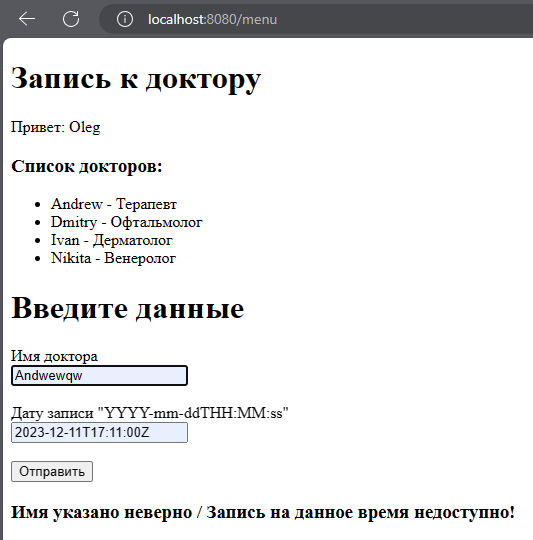 localhost:8080/menu
Запись к доктору
Привет: Oleg
Список докторов:
Andrew - Терапевт
Dmitry - Офтальмолог
Ivan - Дерматолог
Nikita - Венеролог
Введите данные
Имя доктора
Andwewqw
Дату записи "YYYY-mm-ddTHH:MM:ss"
2023-12-11T17:11:00Z
Отправить
Имя указано неверно / Запись на данное время недоступно!